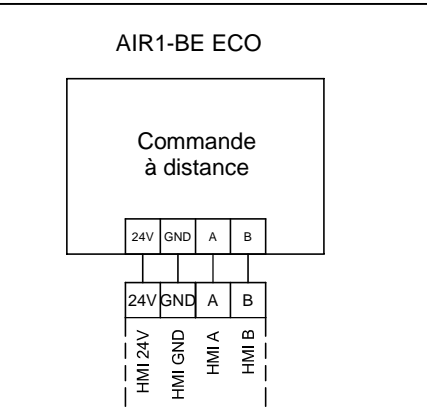 AIR1-BE ECO
Commande
à distance
24V GND A B
24V GND A B
HMI 24V
HMI GND
HMI A
HMI B